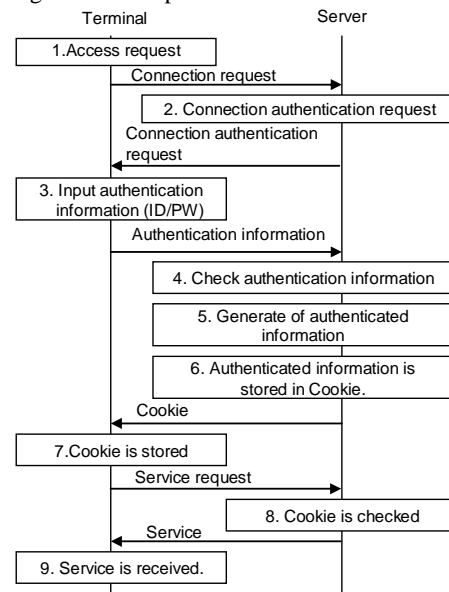 Terminal Server
1.Access request
Connection request
2. Connection authentication request
Connection authentication
request
3. Input authentication
information (ID/PW)
Authentication information
4. Check authentication information
5. Generate of authenticated
information
6. Authenticated information is
stored in Cookie.
Cookie
7.Cookie is stored
Service request
8. Cookie is checked
Service
9. Service is received.